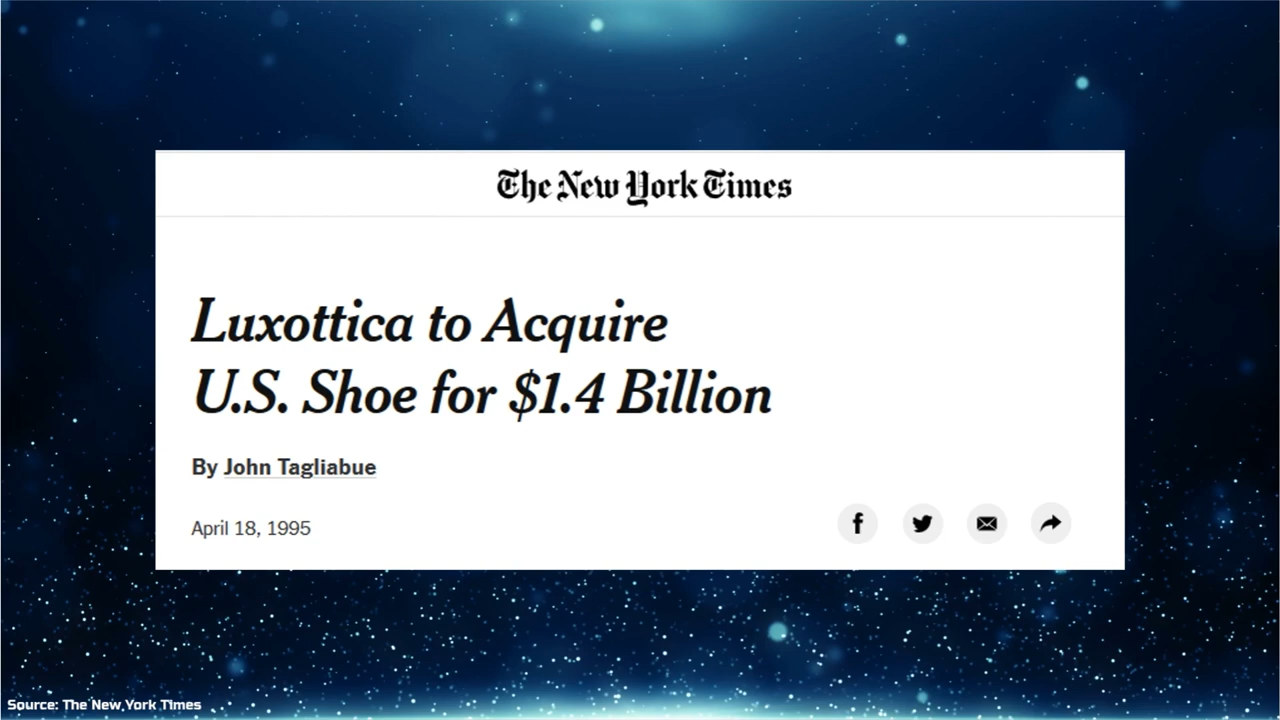 The New York Times
Luxottica to Acquire
U.S. Shoe for $1.4 Billion
By John Tagliabue
April 18, 1995
Source: The New York Times